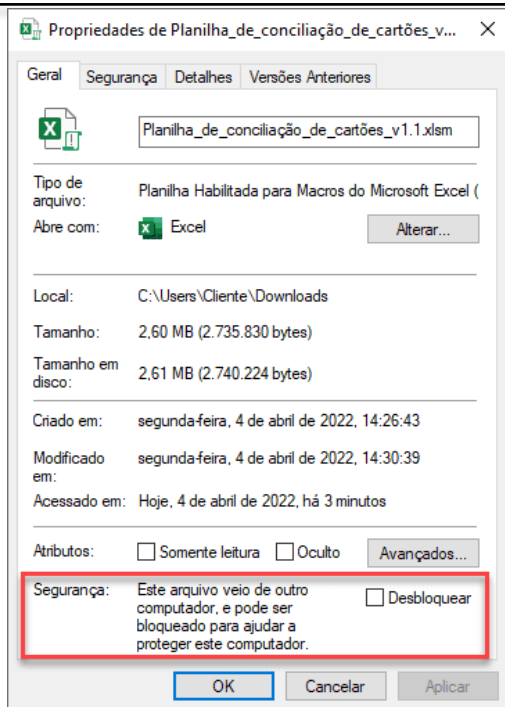 Propriedades de Planilha_de_conciliação_de_cartões_v...
Geral Segurança Detalhes Versões Anteriores
Planilha_de_conciliação_de_cartões_v1.1.xlsm
Tipo de
arquivo:
Planilha Habilitada para Macros do Microsoft Excel (
Abre com: Excel Alterar...
Local: C:\Users\Cliente\Downloads
Tamanho: 2,60 MB (2.735.830 bytes)
Tamanho em
disco:
2,61 MB (2.740.224 bytes)
Criado em: segunda-feira, 4 de abril de 2022, 14:26:43
Modificado
em:
segunda-feira, 4 de abril de 2022, 14:30:39
Acessado em: Hoje, 4 de abril de 2022, há 3 minutos
Atributos: Somente leitura Oculto Avançados...
Segurança: Este arquivo veio de outro
computador, e pode ser
bloqueado para ajudar a
proteger este computador.
Desbloquear
OK Cancelar Aplicar